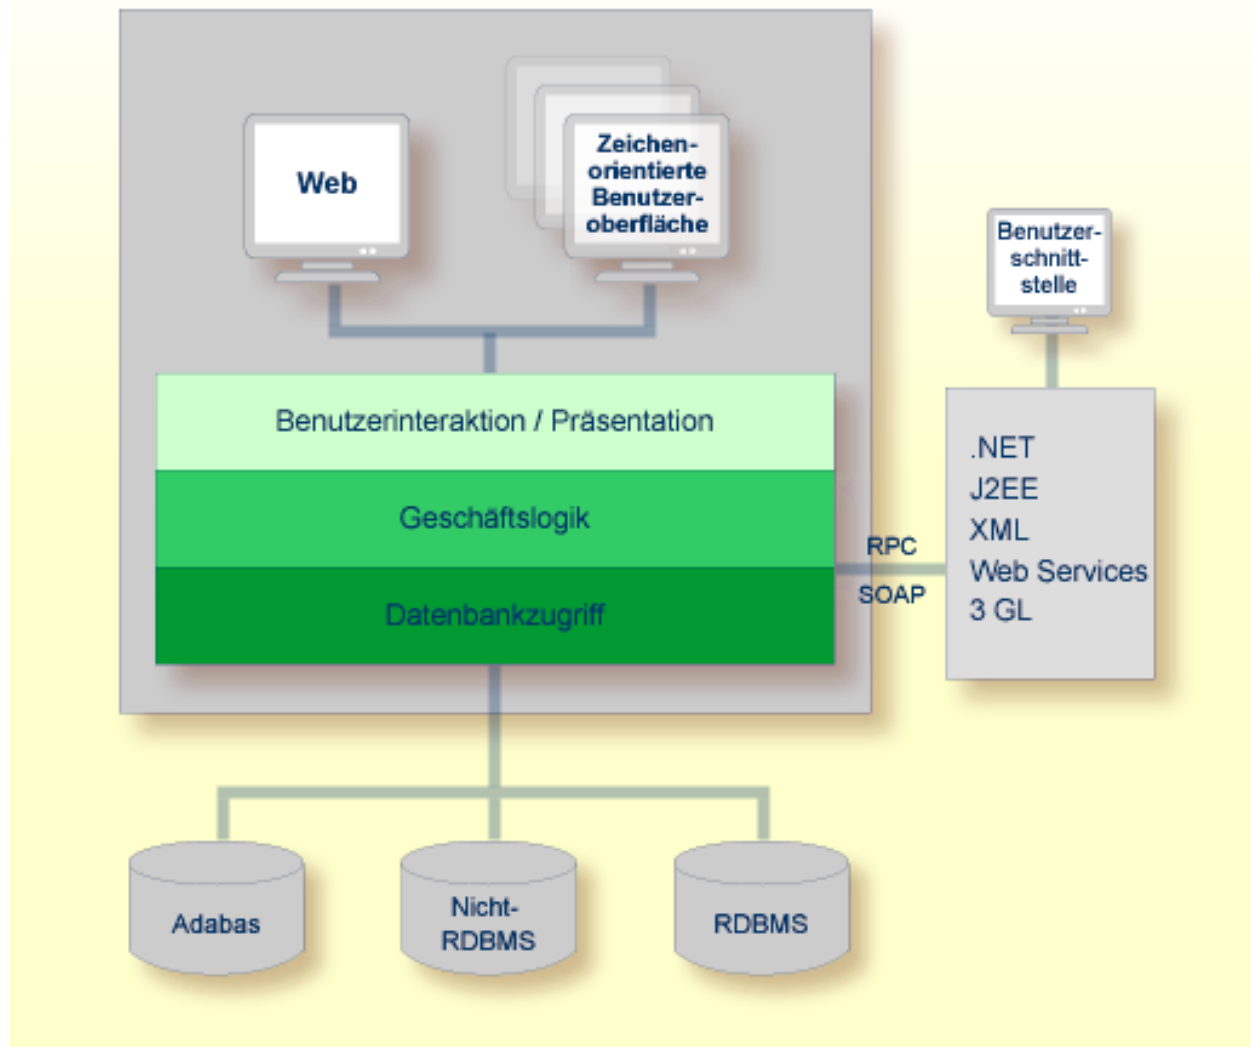 Web
Zeichen-
orientierte
Benutzer-
oberfläche
Benutzer-
schnitt-
stelle
Benutzerinteraktion / Präsentation
Geschäftslogik
Datenbankzugriff
RPC
SOAP
.NET
J2EE
XML
Web Services
3 GL
Adabas
Nicht-
RDBMS
RDBMS